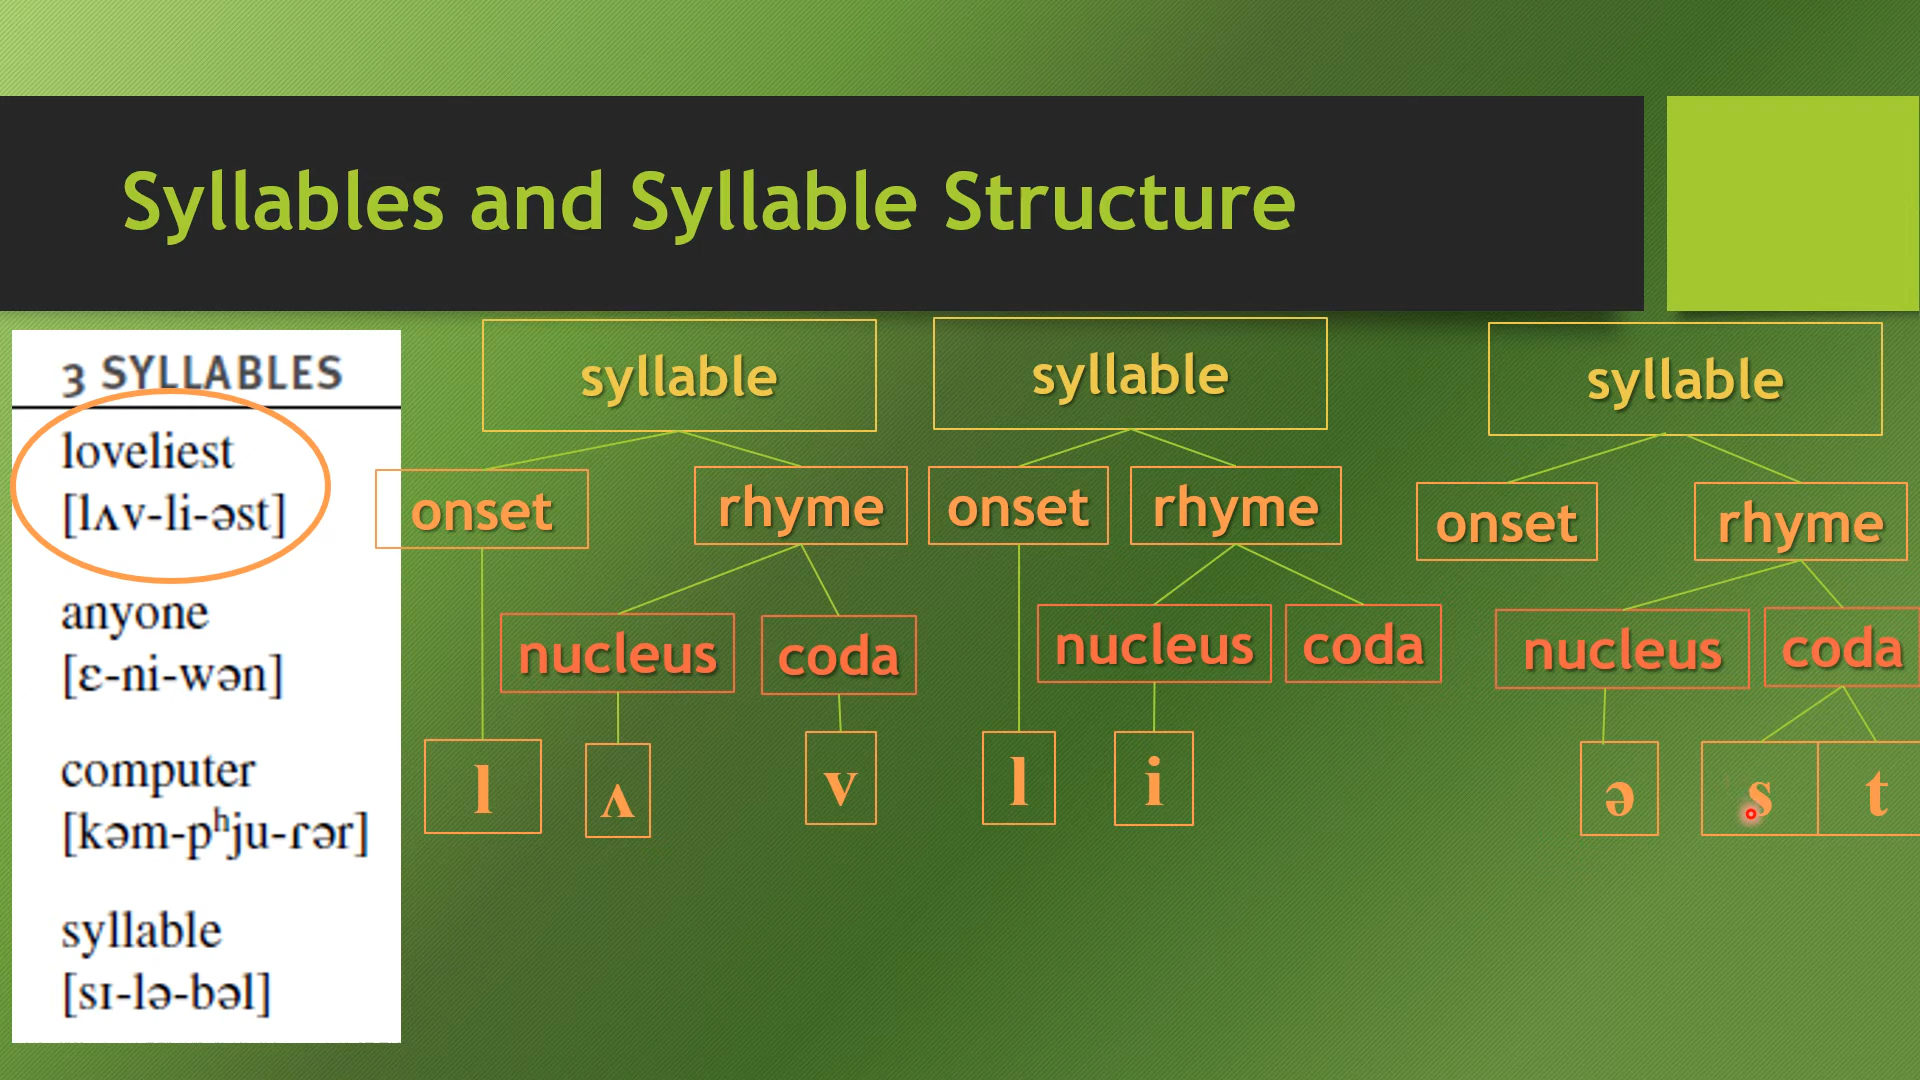 Syllables and Syllable Structure
3 SYLLABLES
loveliest
[lʌv-li-əst]
anyone
[ɛ-ni-wən]
computer
[kəm-pʰju-ɾər]
syllable
[sɪ-lə-bəl]
syllable syllable syllable
onset rhyme onset rhyme onset rhyme
nucleus coda nucleus coda nucleus coda
l ʌ v l i ə s t